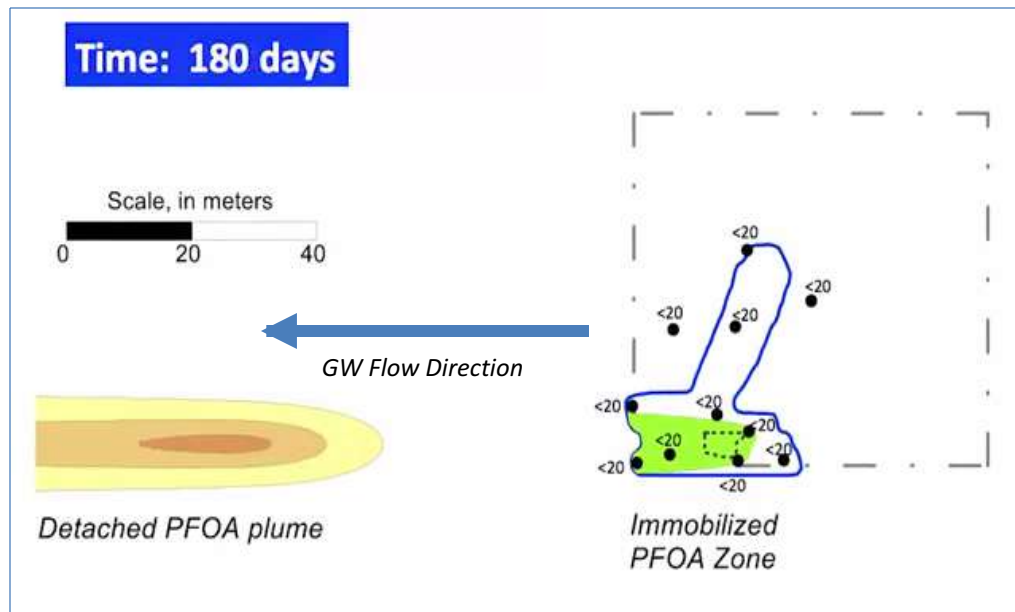 Time: 180 days
Scale, in meters
0 20 40
<20
<20
<20 <20
GW Flow Direction
<20 <20
<20
<20 <20
<20 <20
Detached PFOA plume
Immobilized
PFOA Zone